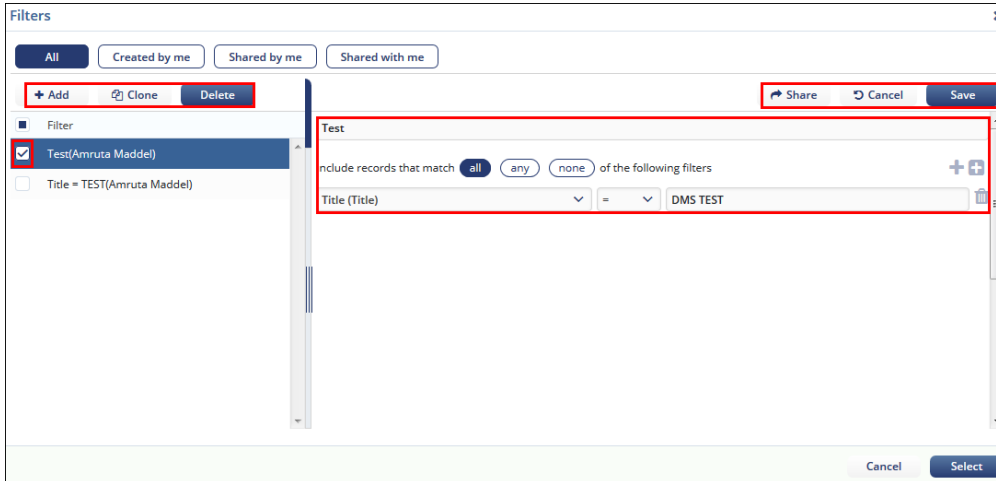 Filters
All Created by me Shared by me Shared with me
Add Clone Delete Share Cancel Save
Filter
Test(Amruta Maddel)
Title = TEST(Amruta Maddel)
Test
nclude records that match all any none of the following filters
Title (Title) = DMS TEST
Cancel Select